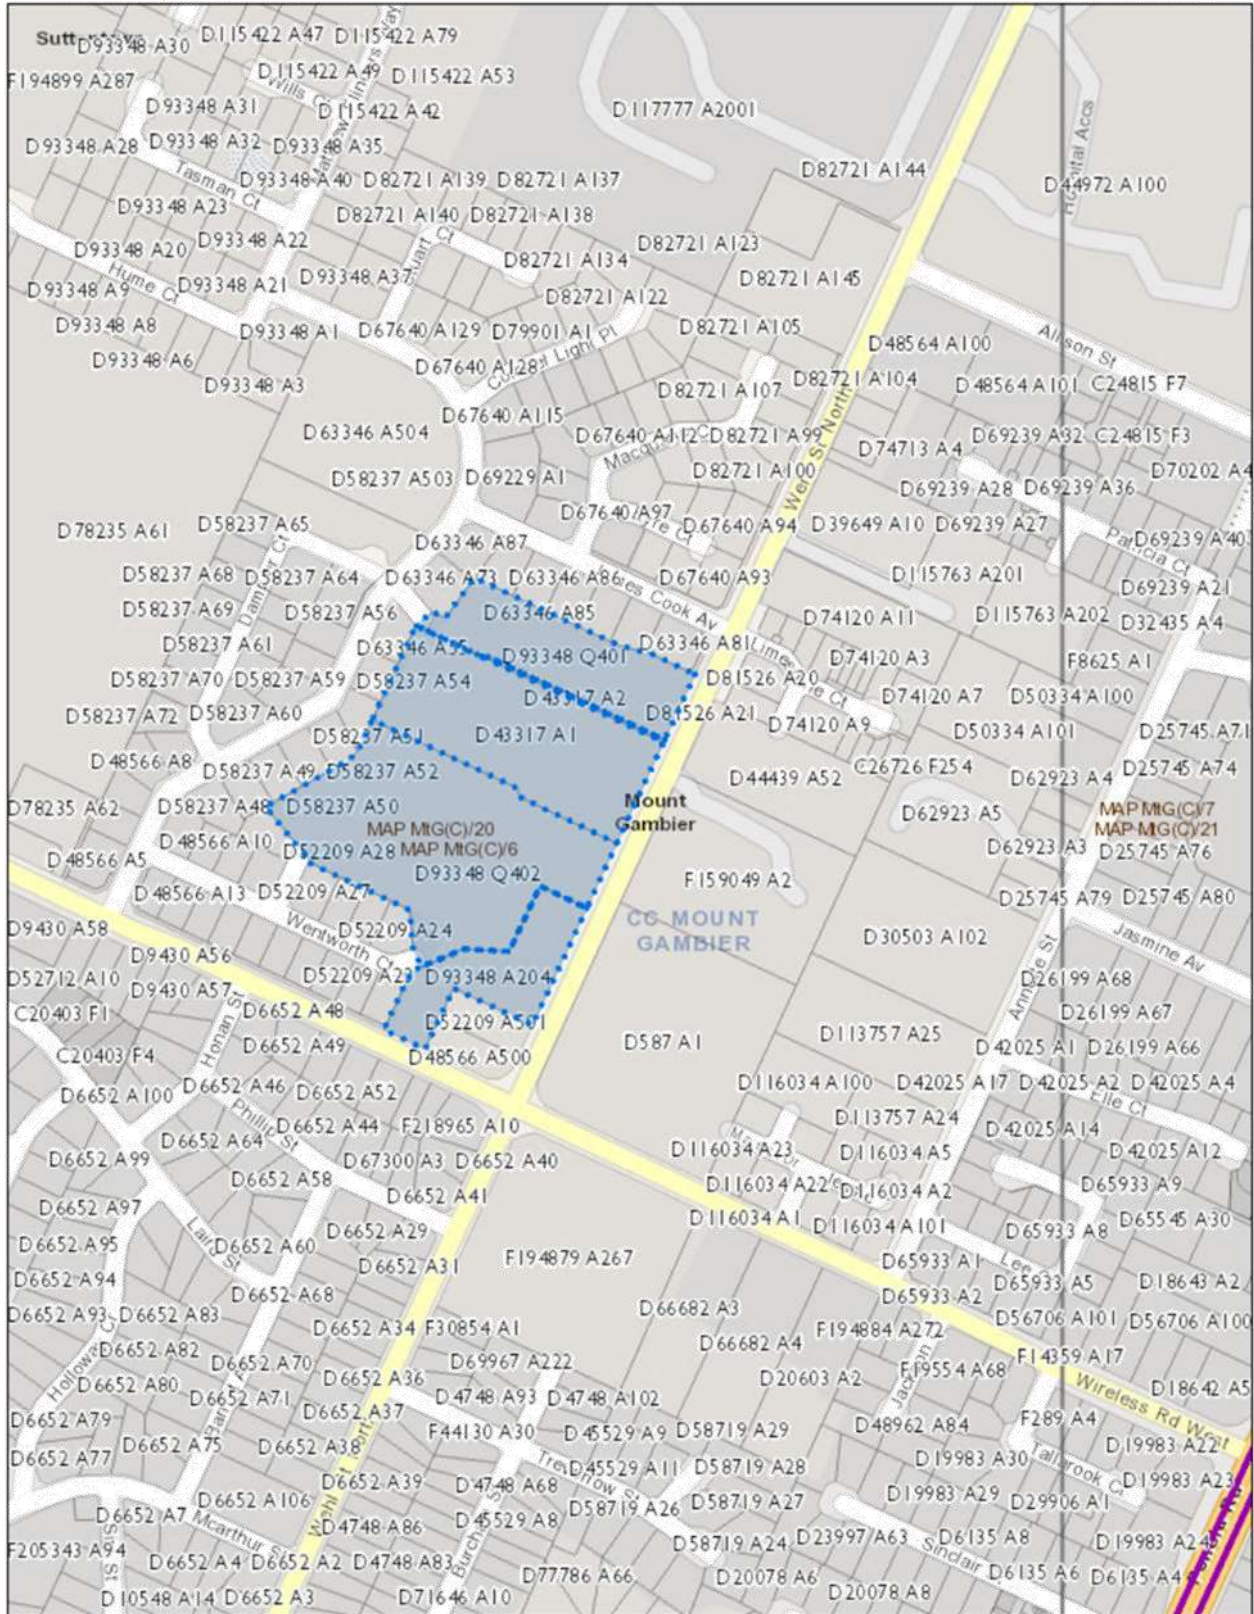 D93348 A30
D115422 A47
D115422 A79
F194899 A287
D115422 A49
D115422 A53
D93348 A31
D115422 A42
D117777 A2001
D93348 A28
D93348 A32
D93348 A35
Tasman Ct
D93348 A40
D82721 A139
D82721 A137
D82721 A144
D44972 A100
D93348 A23
D82721 A140
D82721 A138
D93348 A20
D93348 A22
D82721 A123
Hume Ct
D93348 A37
D82721 A134
D82721 A145
D93348 A9
D93348 A21
D82721 A122
D93348 A8
D93348 A1
D67640 A129
D79901 A1
D82721 A105
Allison St
D93348 A6
D67640 A128
D48564 A100
D93348 A3
D82721 A107
D82721 A104
D48564 A101
C24815 F7
D67640 A115
D63346 A504
D67640 A112
D82721 A99
D74713 A4
D69239 A32
C24815 F3
D58237 A503
D69229 A1
D82721 A100
D70202 A4
D69239 A28
D69239 A36
D78235 A61
D58237 A65
D67640 A97
D67640 A94
D39649 A10
D69239 A27
D63346 A87
Patricia Ct
D69239 A40
D58237 A68
D58237 A64
D63346 A73
D63346 A86
D67640 A93
D115763 A201
D69239 A21
D58237 A69
D58237 A56
D63346 A85
D74120 A11
D115763 A202
D32435 A4
D58237 A61
D63346 A55
D93348 Q401
D63346 A81
D74120 A3
F8625 A1
D58237 A70
D58237 A59
D58237 A54
D43317 A2
D81526 A20
D74120 A7
D50334 A100
D58237 A72
D58237 A60
D81526 A21
D58237 A51
D43317 A1
D74120 A9
D50334 A101
D25745 A71
D48566 A8
D58237 A49
D58237 A52
D44439 A52
C26726 F254
D62923 A4
D25745 A74
D78235 A62
D58237 A48
D58237 A50
Mount
Gambier
D62923 A5
MAP MtG(C)/7
MAP MtG(C)/21
MAP MtG(C)/20
MAP MtG(C)/6
D48566 A10
D52209 A28
D62923 A3
D25745 A76
D48566 A5
D93348 Q402
F159049 A2
D48566 A13
D52209 A27
D25745 A79
D25745 A80
D9430 A58
Wentworth Ct
D52209 A24
CC MOUNT
GAMBIER
D30503 A102
Jasmine Av
D9430 A56
D52712 A10
D52209 A23
D93348 A204
D26199 A68
D9430 A57
C20403 F1
D6652 A48
D52209 A501
D26199 A67
Honan St
D6652 A49
D587 A1
D113757 A25
C20403 F4
D48566 A500
D42025 A1
D26199 A66
D6652 A100
D6652 A46
D6652 A52
D116034 A100
D42025 A17
D42025 A2
D42025 A4
Elle Ct
Phillip St
D6652 A64
D6652 A44
F218965 A10
D113757 A24
D42025 A14
D6652 A99
D67300 A3
D6652 A40
D116034 A23
D116034 A5
D42025 A12
D6652 A58
D6652 A41
D116034 A22
D116034 A2
D65933 A9
D6652 A97
D6652 A29
D116034 A1
D116034 A101
D65933 A8
D65545 A30
D6652 A95
D6652 A60
Laird St
D6652 A31
F194879 A267
D65933 A1
D6652 A94
D6652 A68
D65933 A2
D65933 A5
D18643 A2
D6652 A93
D6652 A83
D66682 A3
D56706 A101
D56706 A100
D6652 A34
F30854 A1
D66682 A4
F194884 A272
D6652 A82
D6652 A70
D69967 A222
F19554 A68
F14359 A17
D6652 A80
D6652 A71
D6652 A36
D4748 A93
D4748 A102
D20603 A2
Wireless Rd West
D18642 A5
D6652 A79
D6652 A37
F44130 A30
D45529 A9
D58719 A29
D48962 A84
F289 A4
D6652 A77
D6652 A75
D6652 A38
D19983 A22
D45529 A11
D58719 A28
D19983 A30
D6652 A39
D4748 A68
D19983 A23
D6652 A106
D58719 A26
D58719 A27
D19983 A29
D29906 A1
D6652 A7
Mcarthur St
D4748 A86
D45529 A8
D58719 A24
D23997 A63
D6135 A8
D19983 A24
F205343 A94
D6652 A4
D6652 A2
D4748 A83
D77786 A66
D20078 A6
D6135 A6
D6135 A4
D10548 A14
D6652 A3
D71646 A10
D20078 A8